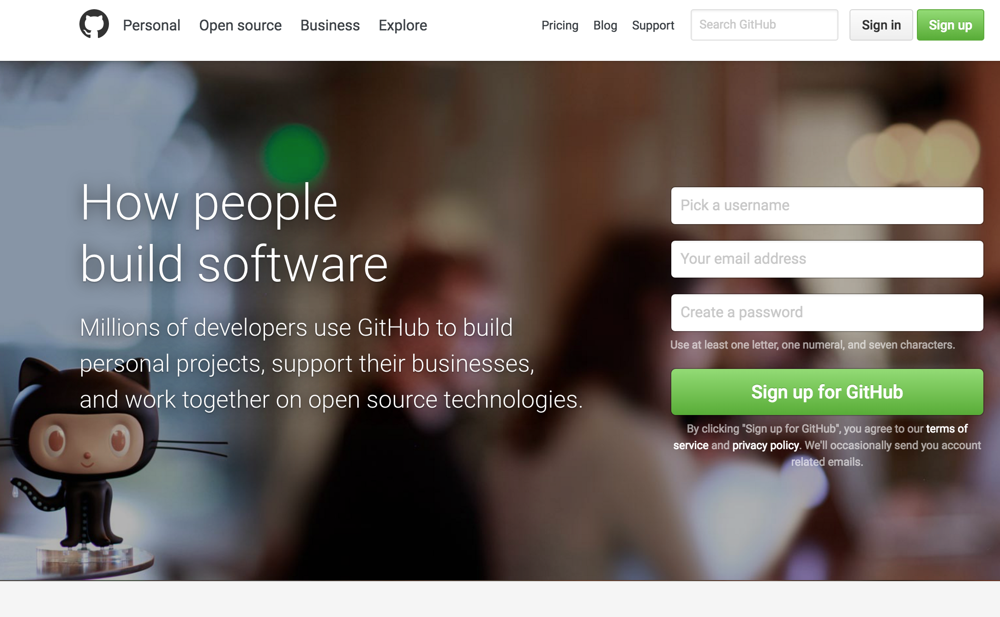 Personal Open source Business Explore Pricing Blog Support Search GitHub Sign in Sign up
How people
build software
Millions of developers use GitHub to build
personal projects, support their businesses,
and work together on open source technologies.
Pick a username
Your email address
Create a password
Use at least one letter, one numeral, and seven characters.
Sign up for GitHub
By clicking "Sign up for GitHub", you agree to our terms of
service and privacy policy. We'll occasionally send you account
related emails.